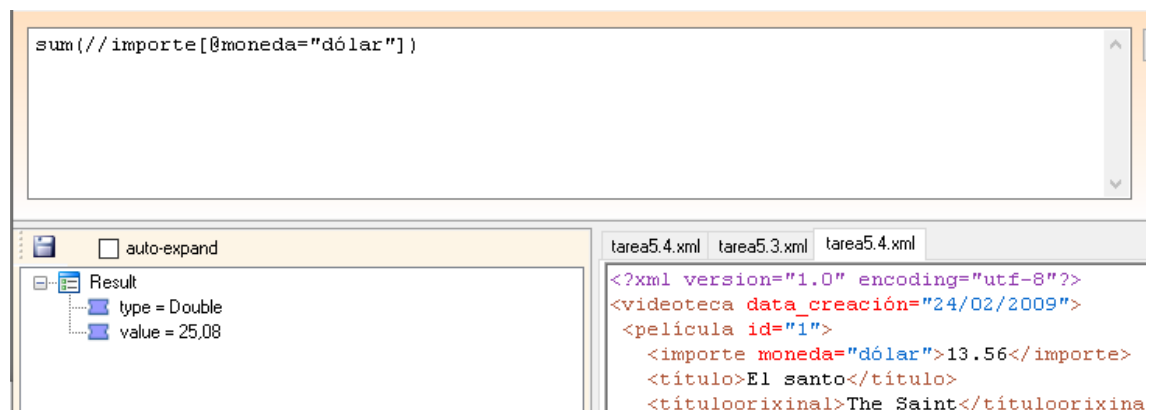 sum(//importe[@moneda="dólar"])
auto-expand
Result
type = Double
value = 25,08
tarea5.4.xml tarea5.3.xml tarea5.4.xml
<?xml version="1.0" encoding="utf-8"?>
<videoteca data_creación="24/02/2009">
<película id="1">
<importe moneda="dólar">13.56</importe>
<título>El santo</título>
<títuloorixinal>The Saint</títuloorixina